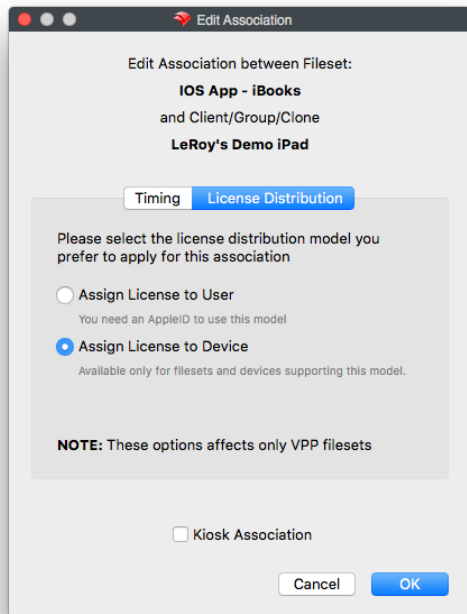 Edit Association
Edit Association between Fileset:
IOS App - iBooks
and Client/Group/Clone
LeRoy's Demo iPad
Timing
License Distribution
Please select the license distribution model you
prefer to apply for this association
Assign License to User
You need an AppleID to use this model
Assign License to Device
Available only for filesets and devices supporting this model.
NOTE: These options affects only VPP filesets
Kiosk Association
Cancel
OK